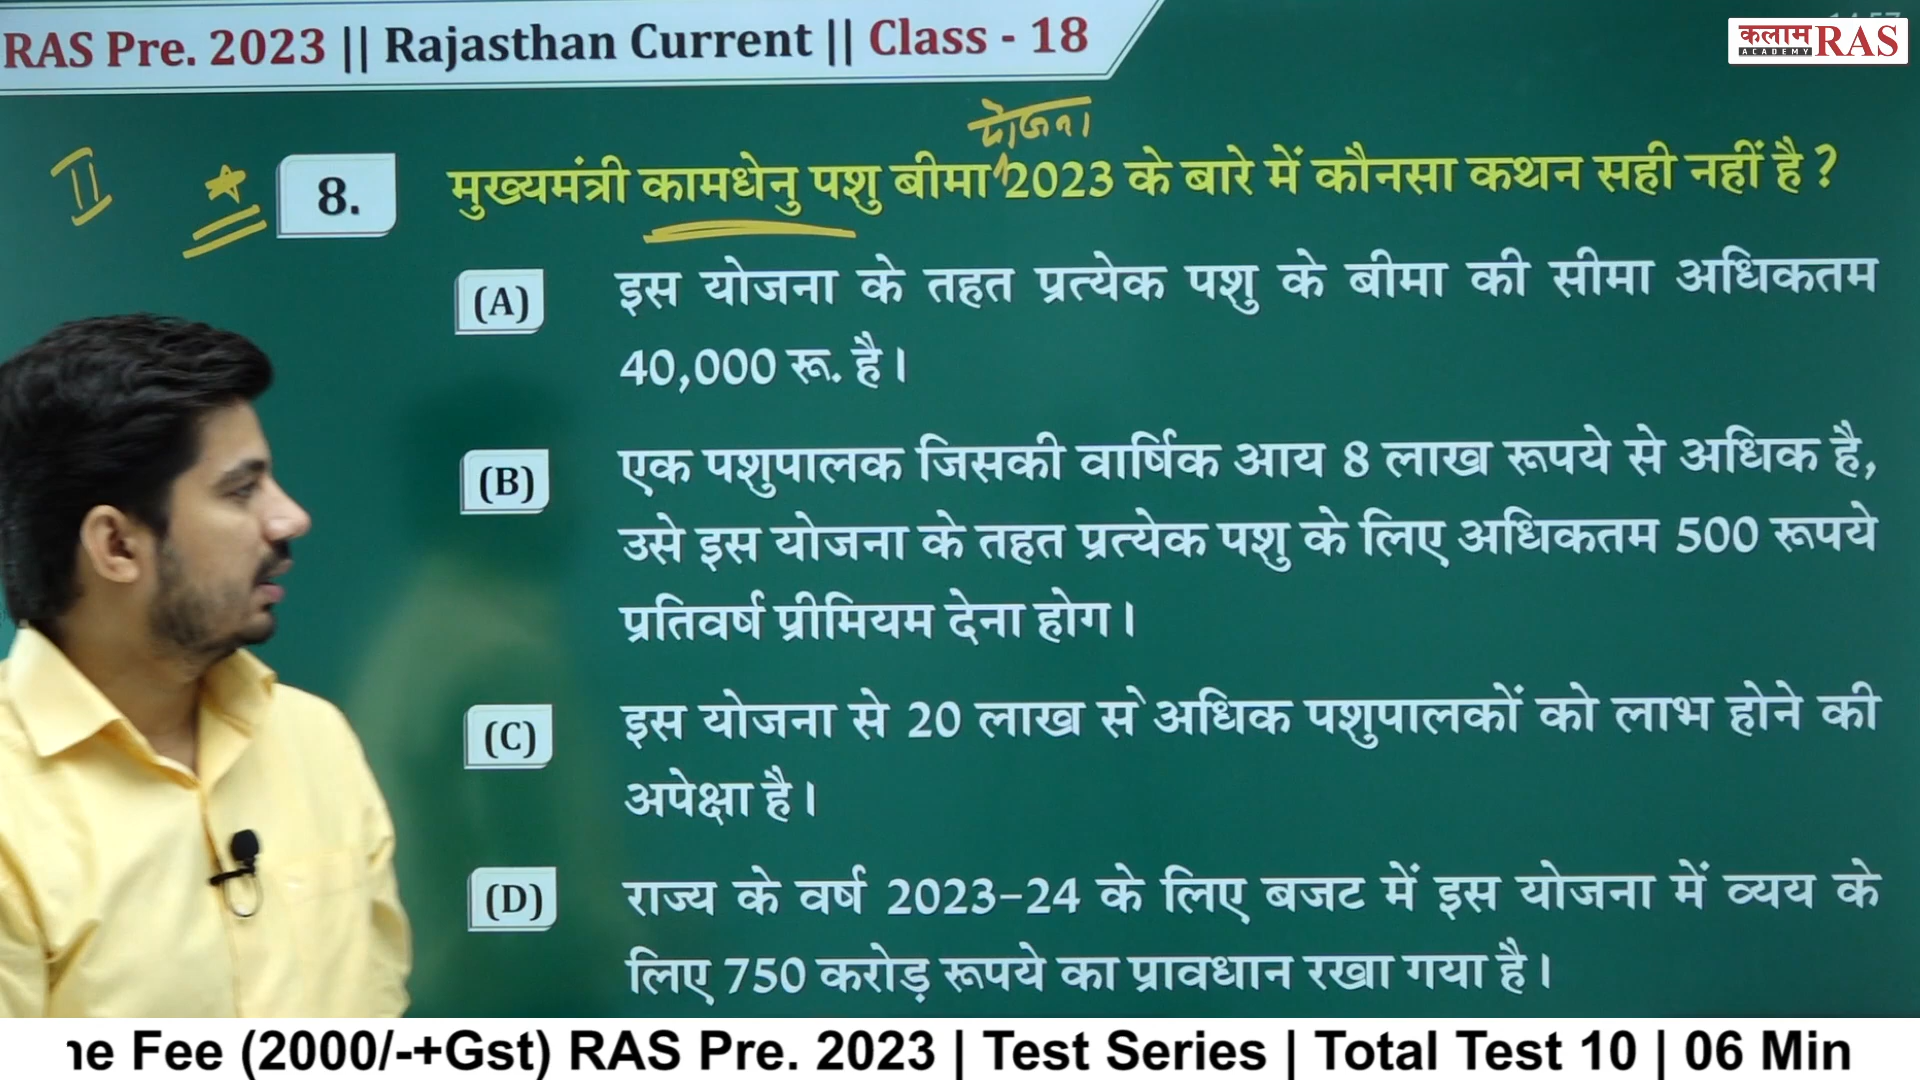 RAS Pre. 2023 || Rajasthan Current || Class - 18
कलाम RAS
ACADEMY
योजना
II
8. मुख्यमंत्री कामधेनु पशु बीमा 2023 के बारे में कौनसा कथन सही नहीं है ?
(A) इस योजना के तहत प्रत्येक पशु के बीमा की सीमा अधिकतम
40,000 रू. है।
(B) एक पशुपालक जिसकी वार्षिक आय 8 लाख रूपये से अधिक है,
उसे इस योजना के तहत प्रत्येक पशु के लिए अधिकतम 500 रूपये
प्रतिवर्ष प्रीमियम देना होग।
(C) इस योजना से 20 लाख से अधिक पशुपालकों को लाभ होने की
अपेक्षा है।
(D) राज्य के वर्ष 2023-24 के लिए बजट में इस योजना में व्यय के
लिए 750 करोड़ रूपये का प्रावधान रखा गया है।
ne Fee (2000/-+Gst) RAS Pre. 2023 | Test Series | Total Test 10 | 06 Min